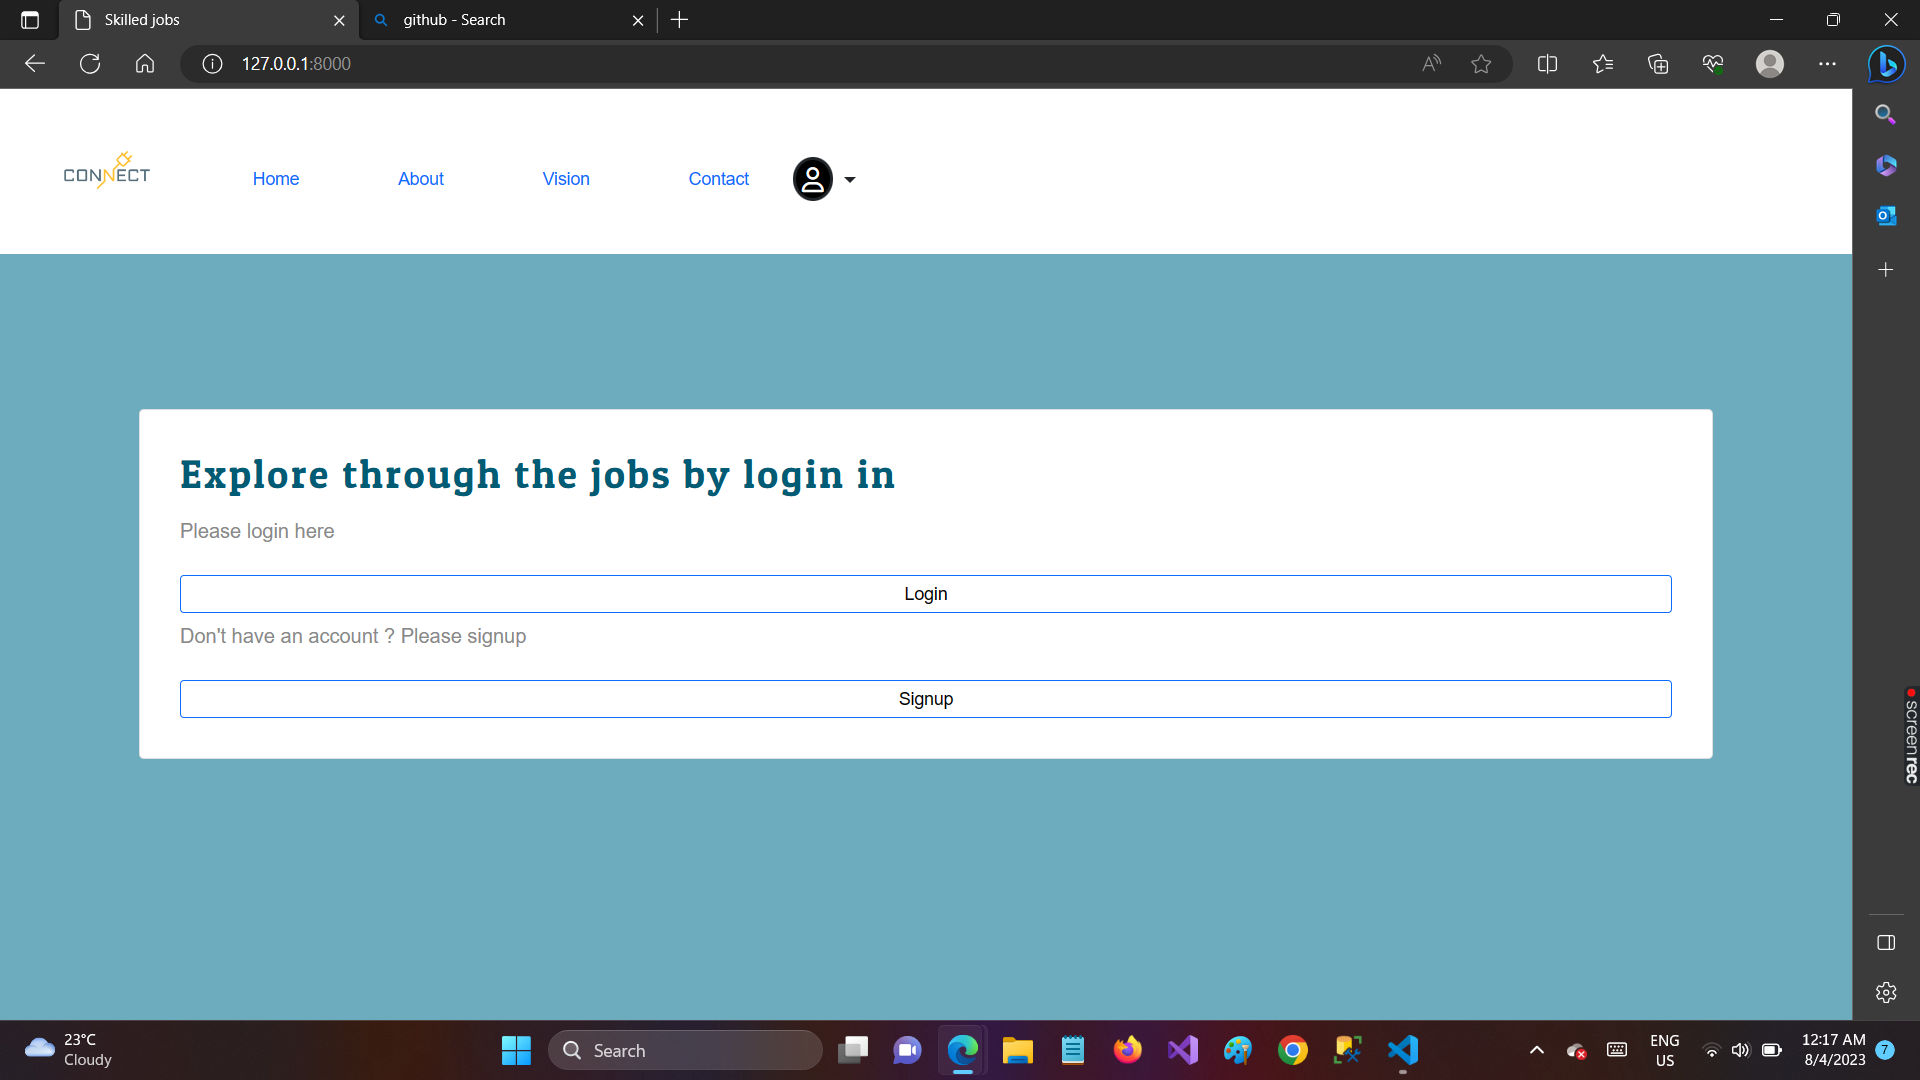 Skilled jobs
github - Search
127.0.0.1:8000
CONNECT
Home
About
Vision
Contact
Explore through the jobs by login in
Please login here
Login
Don't have an account ? Please signup
Signup
screenrec
23°C
Cloudy
Search
ENG
US
12:17 AM
8/4/2023
7